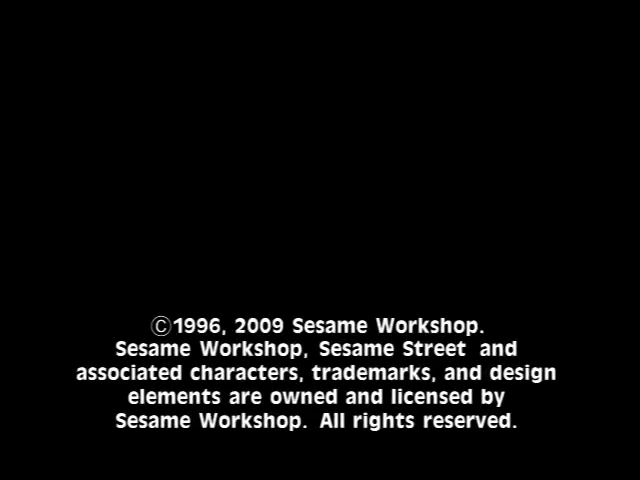 ©1996, 2009 Sesame Workshop.
Sesame Workshop, Sesame Street and
associated characters, trademarks, and design
elements are owned and licensed by
Sesame Workshop. All rights reserved.